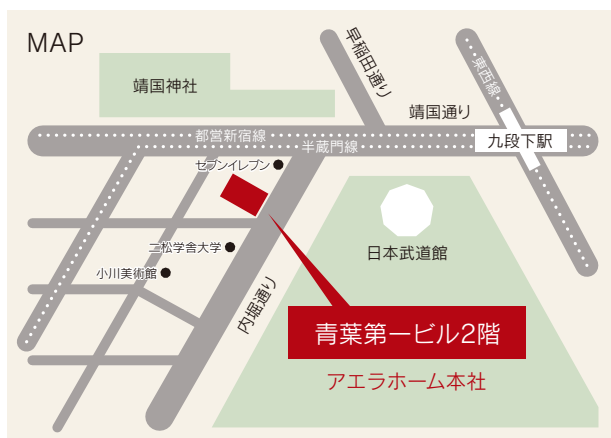 MAP
早稲田通り
靖国神社
東西線
靖国通り
都営新宿線
半蔵門線
九段下駅
セブンイレブン
二松学舎大学
日本武道館
小川美術館
内堀通り
青葉第一ビル2階
アエラホーム本社